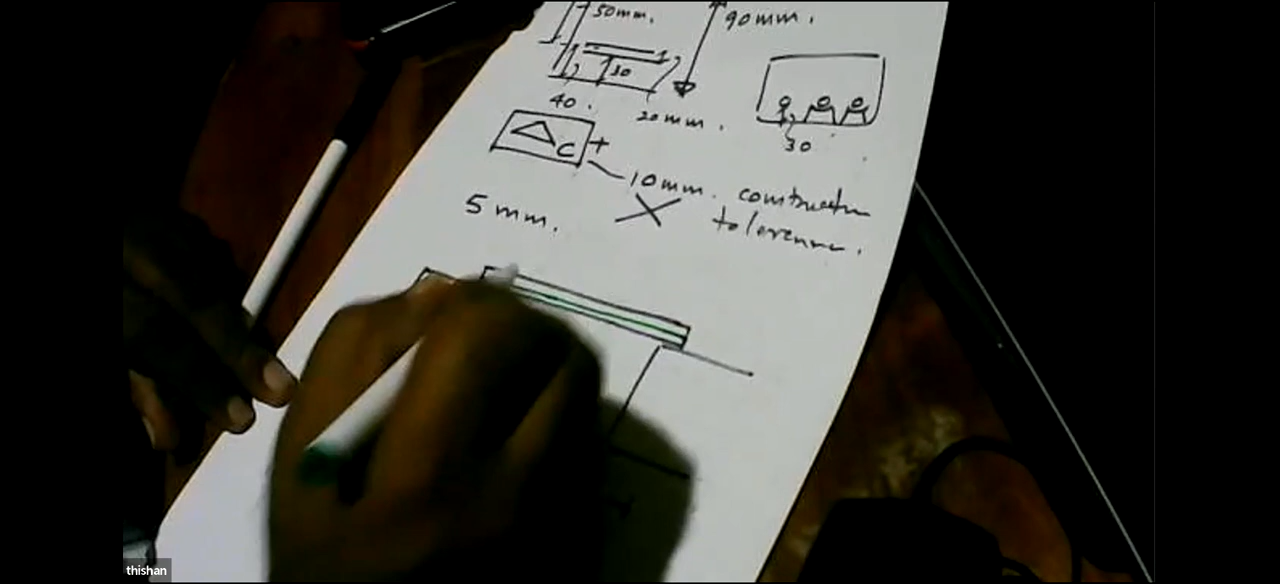 50mm.
90mm.
30
40.
20mm.
30
C +
10mm. construction
tolerance.
5mm.
thishan